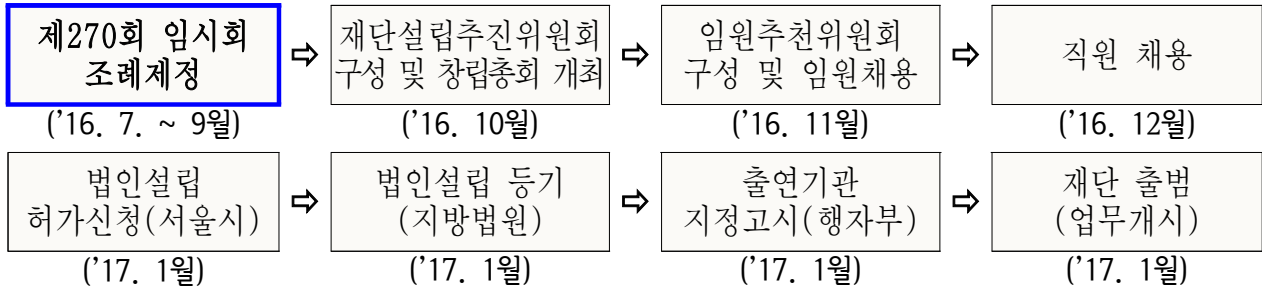 제270회 임시회
조례제정
⇨
재단설립추진위원회
구성 및 창립총회 개최
⇨
임원추천위원회
구성 및 임원채용
⇨
직원 채용
('16. 7. ~ 9월)
('16. 10월)
('16. 11월)
('16. 12월)
법인설립
허가신청(서울시)
⇨
법인설립 등기
(지방법원)
⇨
출연기관
지정고시(행자부)
⇨
재단 출범
(업무개시)
('17. 1월)
('17. 1월)
('17. 1월)
('17. 1월)